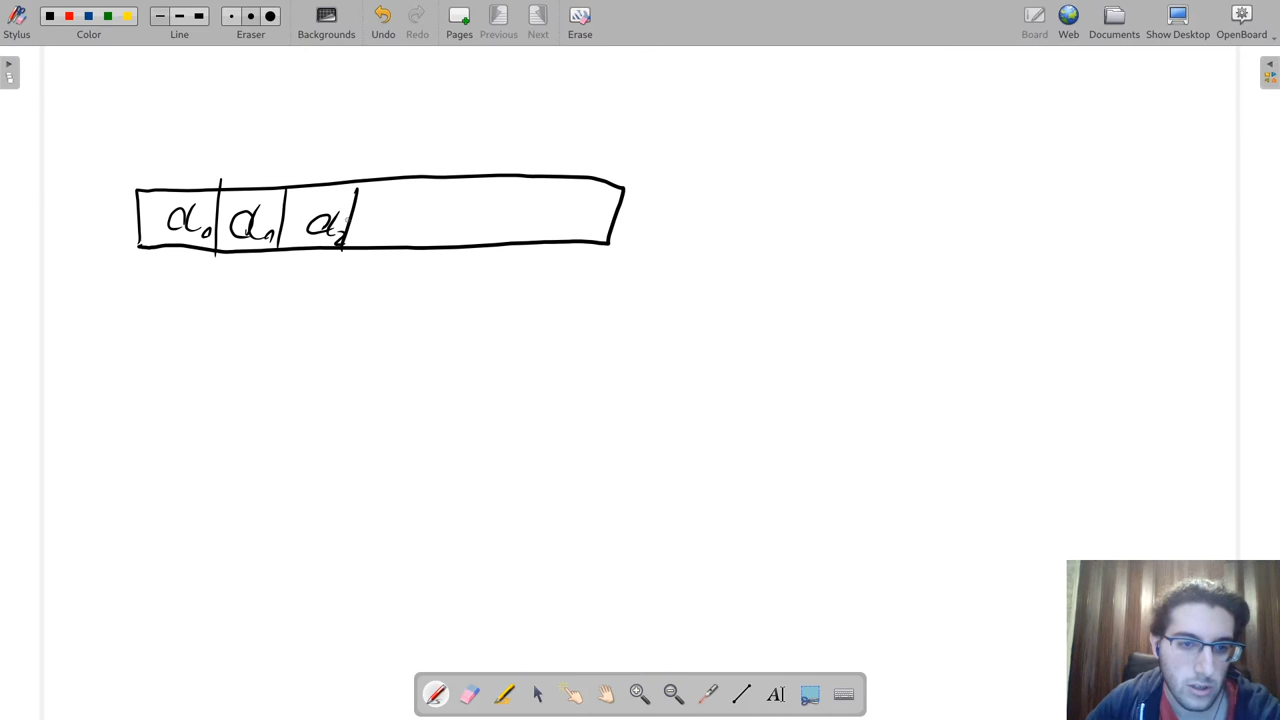 Stylus Color Line Eraser Backgrounds Undo Redo Pages Previous Next Erase Board Web Documents Show Desktop OpenBoard
a₀ a₁ a₂
AI